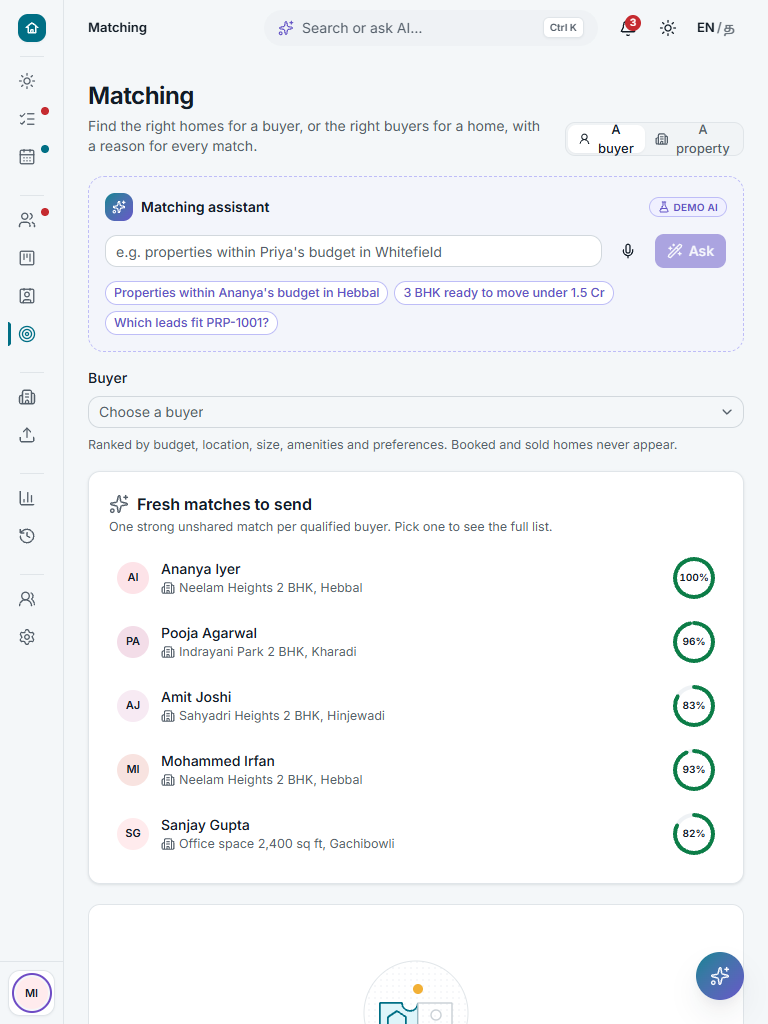 Matching
Search or ask AI...
Ctrl K
3
EN / த
Matching
Find the right homes for a buyer, or the right buyers for a home, with
a reason for every match.
A
buyer
A
property
Matching assistant
DEMO AI
e.g. properties within Priya's budget in Whitefield
Ask
Properties within Ananya's budget in Hebbal
3 BHK ready to move under 1.5 Cr
Which leads fit PRP-1001?
Buyer
Choose a buyer
Ranked by budget, location, size, amenities and preferences. Booked and sold homes never appear.
Fresh matches to send
One strong unshared match per qualified buyer. Pick one to see the full list.
AI
Ananya Iyer
Neelam Heights 2 BHK, Hebbal
100%
PA
Pooja Agarwal
Indrayani Park 2 BHK, Kharadi
96%
AJ
Amit Joshi
Sahyadri Heights 2 BHK, Hinjewadi
83%
MI
Mohammed Irfan
Neelam Heights 2 BHK, Hebbal
93%
SG
Sanjay Gupta
Office space 2,400 sq ft, Gachibowli
82%
MI